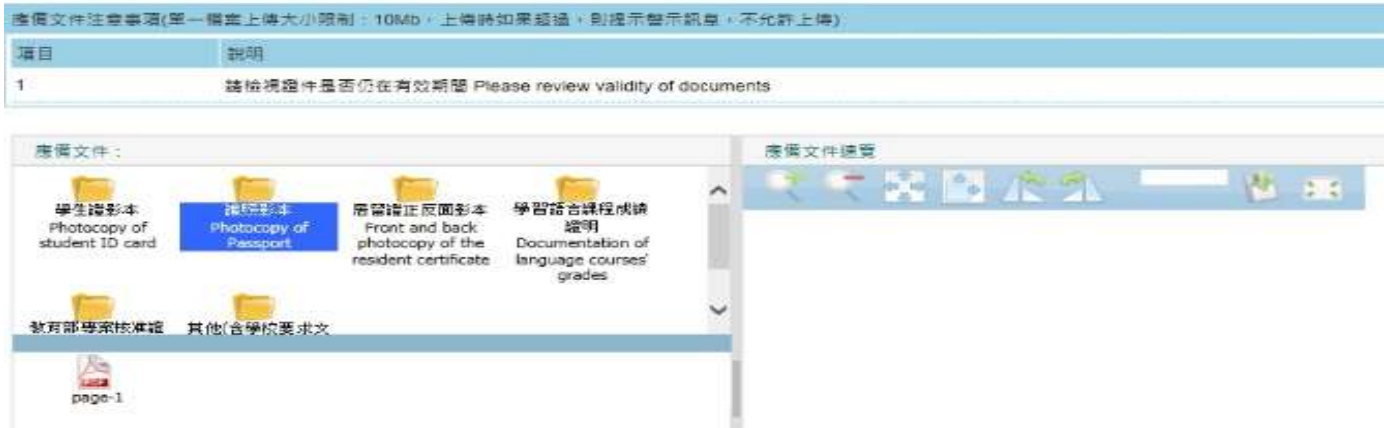 應備文件注意事項(單一檔案上傳大小限制：10Mb，上傳時如果超過，則提示警示訊息，不允許上傳)
項目 說明
1 請檢視證件是否仍在有效期間 Please review validity of documents
應備文件： 應備文件速覽
學生證影本
Photocopy of
student ID card
護照影本
Photocopy of
Passport
居留證正反面影本
Front and back
photocopy of the
resident certificate
學習語言課程成績
證明
Documentation of
language courses'
grades
教育部專案核准證
其他(含學校要求文
page-1